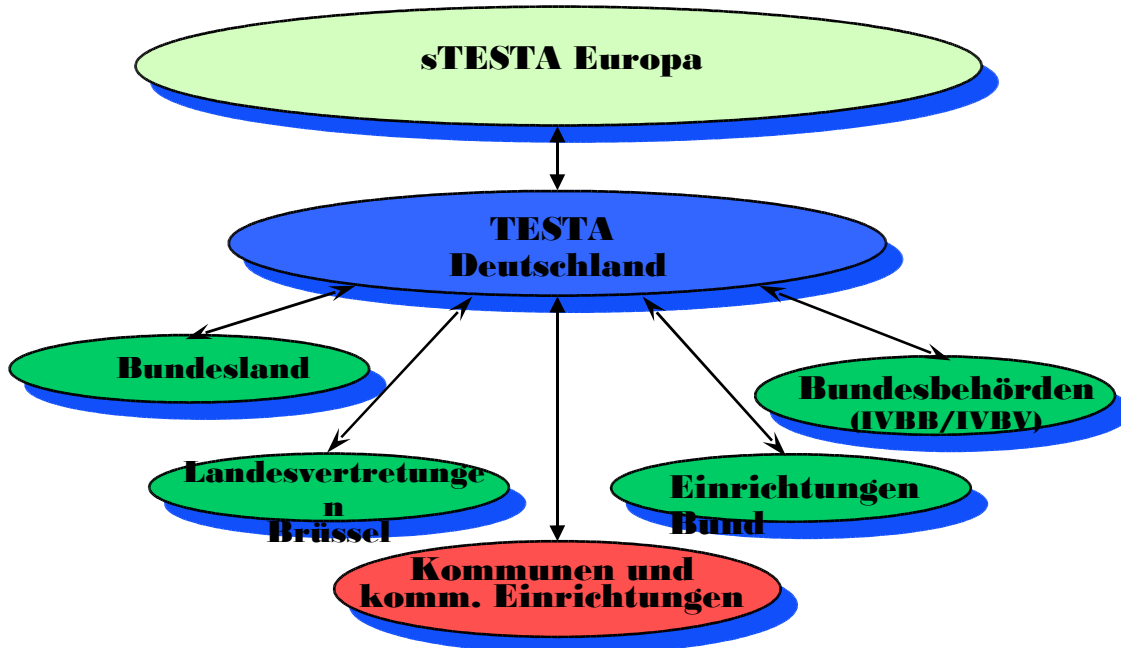 sTESTA Europa
TESTA
Deutschland
Bundesland
Bundesbehörden
(IVBB/IVBV)
Landesvertretunge
n
Brüssel
Einrichtungen
Bund
Kommunen und
komm. Einrichtungen